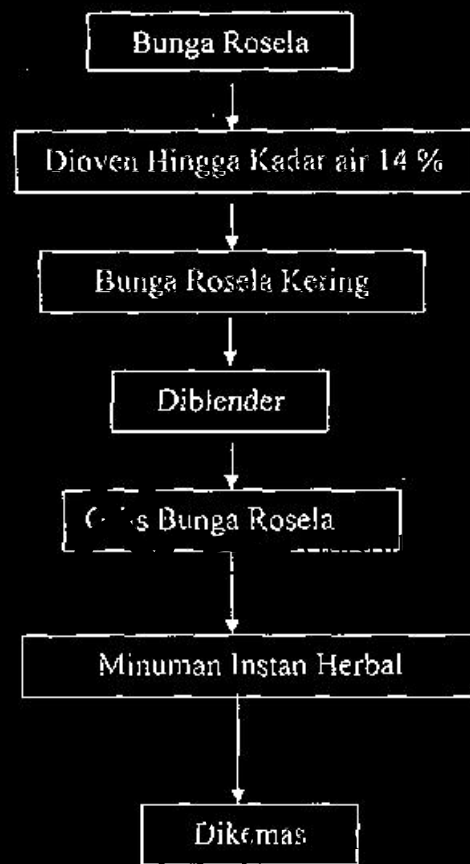 Bunga Rosela
Dioven Hingga Kadar air 14 %
Bunga Rosela Kering
Diblender
Bunga Rosela
Minuman Instan Herbal
Dikemas